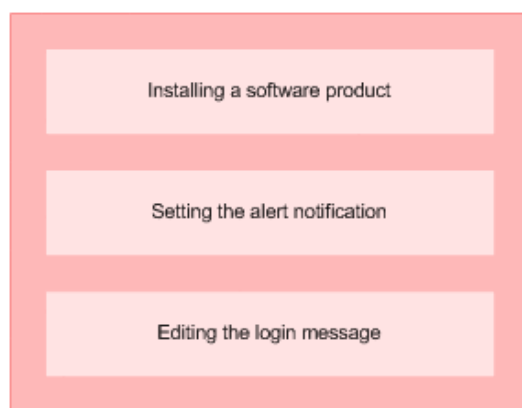 Installing a software product
Setting the alert notification
Editing the login message